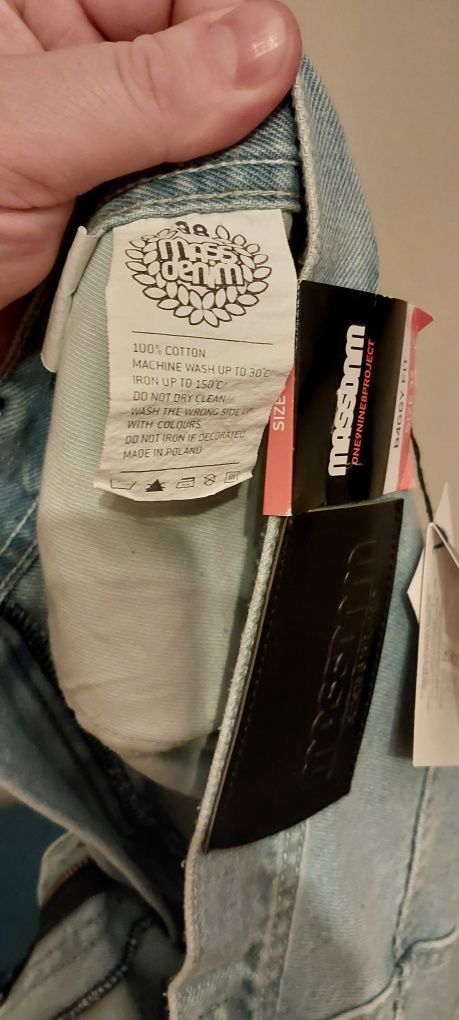 38
MASS
denim
100% COTTON
MACHINE WASH UP TO 30°C/
IRON UP TO 150°C/
DO NOT DRY CLEAN//
WASH THE WRONG SIDE UP
WITH COLOURS
DO NOT IRON IF DECORATED
MADE IN POLAND
SIZE
MASSDNM
ONE9NINE8PROJECT
BAGGY FIT
SIZE
MASSDNM